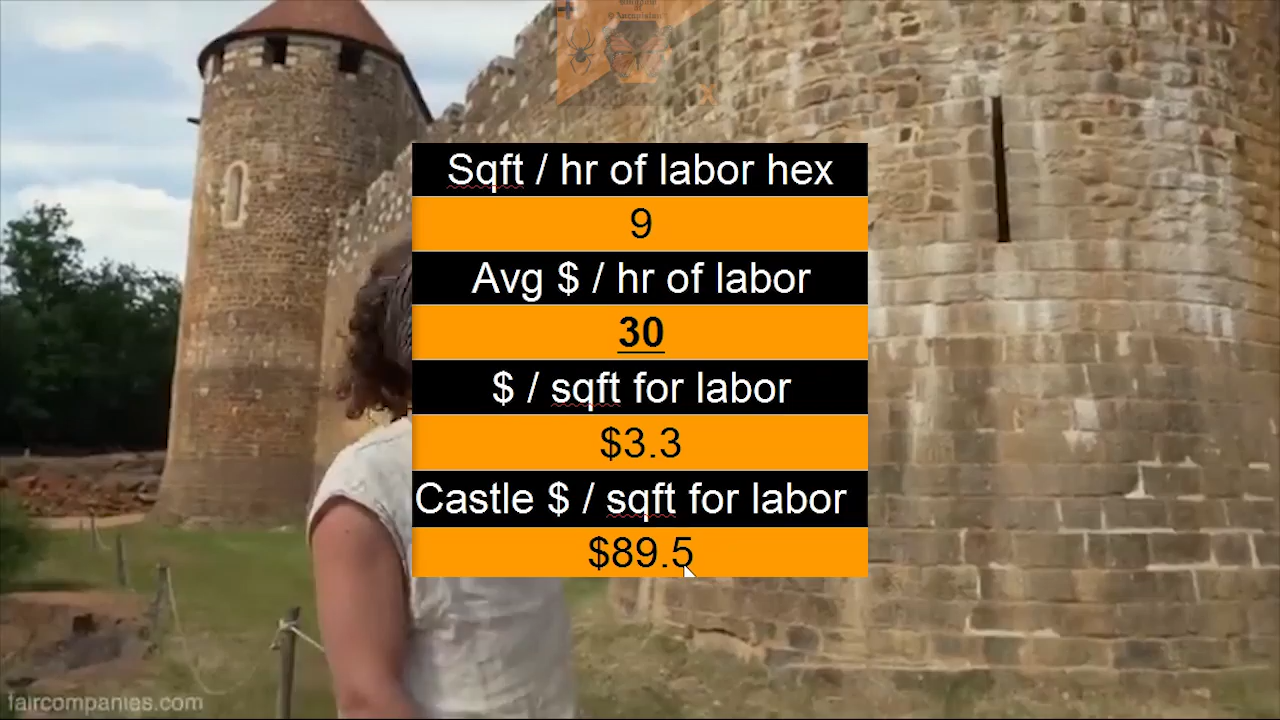 Sqft / hr of labor hex
9
Avg $ / hr of labor
30
$ / sqft for labor
$3.3
Castle $ / sqft for labor
$89.5
faircompanies.com